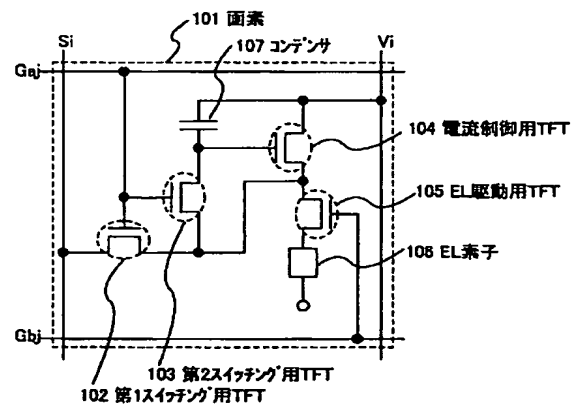 101 画素
Si
107 コンデンサ
Vi
Gaj
104 電流制御用TFT
105 EL駆動用TFT
106 EL素子
Gbj
103 第2スイッチング用TFT
102 第1スイッチング用TFT